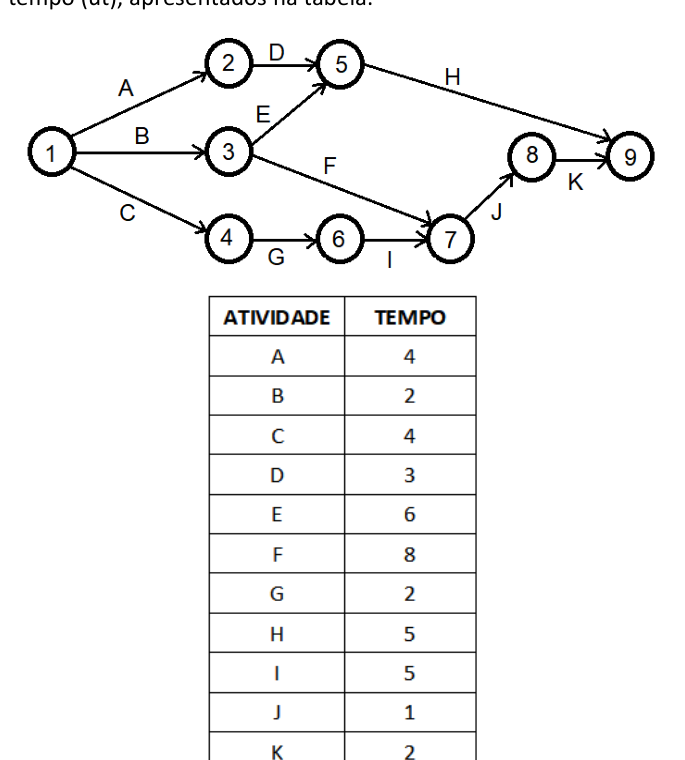 tempo (ut), apresentados na tabela.
D
2
5
H
A
E
B
8
1
3
F
9
K
C
J
4
6
7
G
I
ATIVIDADE TEMPO
A 4
B 2
C 4
D 3
E 6
F 8
G 2
H 5
I 5
J 1
K 2